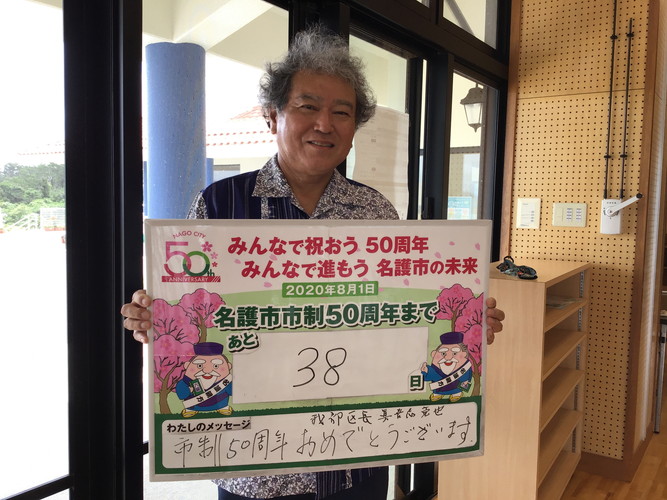 NAGO CITY
50th
ANNIVERSARY
みんなで祝おう 50周年
みんなで進もう 名護市の未来
2020年8月1日
名護市市制50周年まで
あと
38
日
わたしのメッセージ
市制50周年 おめでとうございます。